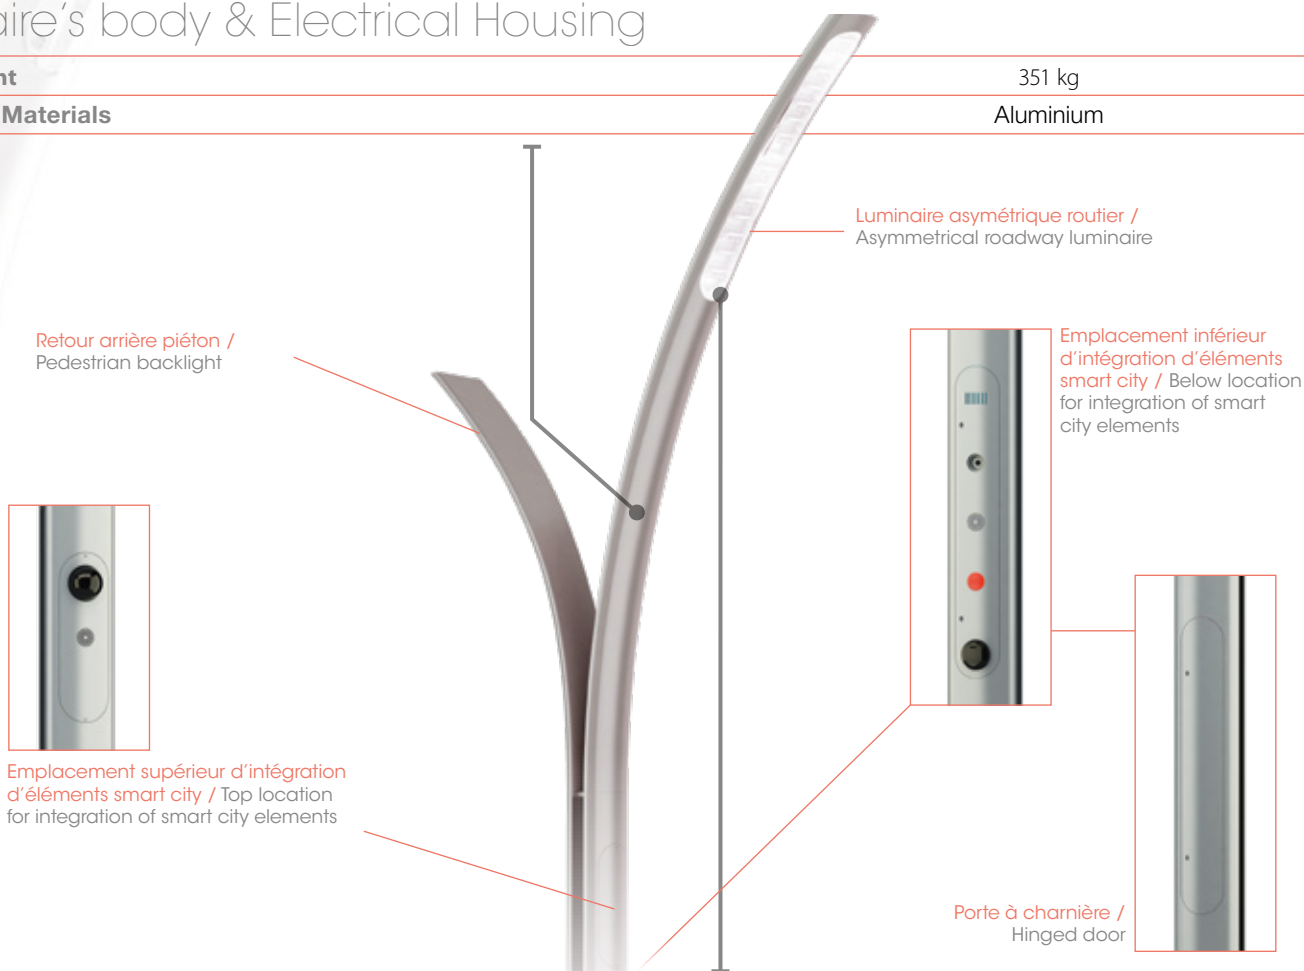 aire's body & Electrical Housing
nt
351 kg
Materials
Aluminium
Luminaire asymétrique routier /
Asymmetrical roadway luminaire
Retour arrière piéton /
Pedestrian backlight
Emplacement inférieur
d'intégration d'éléments
smart city / Below location
for integration of smart
city elements
Emplacement supérieur d'intégration
d'éléments smart city / Top location
for integration of smart city elements
Porte à charnière /
Hinged door